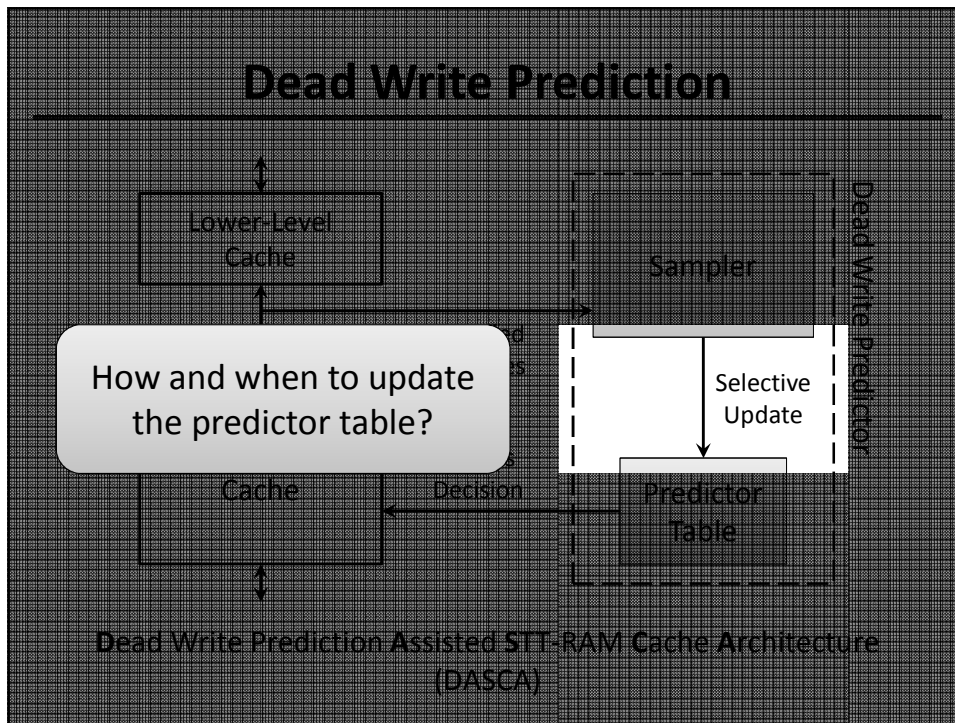 Dead Write Prediction
Lower-Level
Cache
Sampler
Dead Write Predictor
How and when to update
the predictor table?
Selective
Update
Cache
Decision
Predictor
Table
Dead Write Prediction Assisted STT-RAM Cache Architecture
(DASCA)